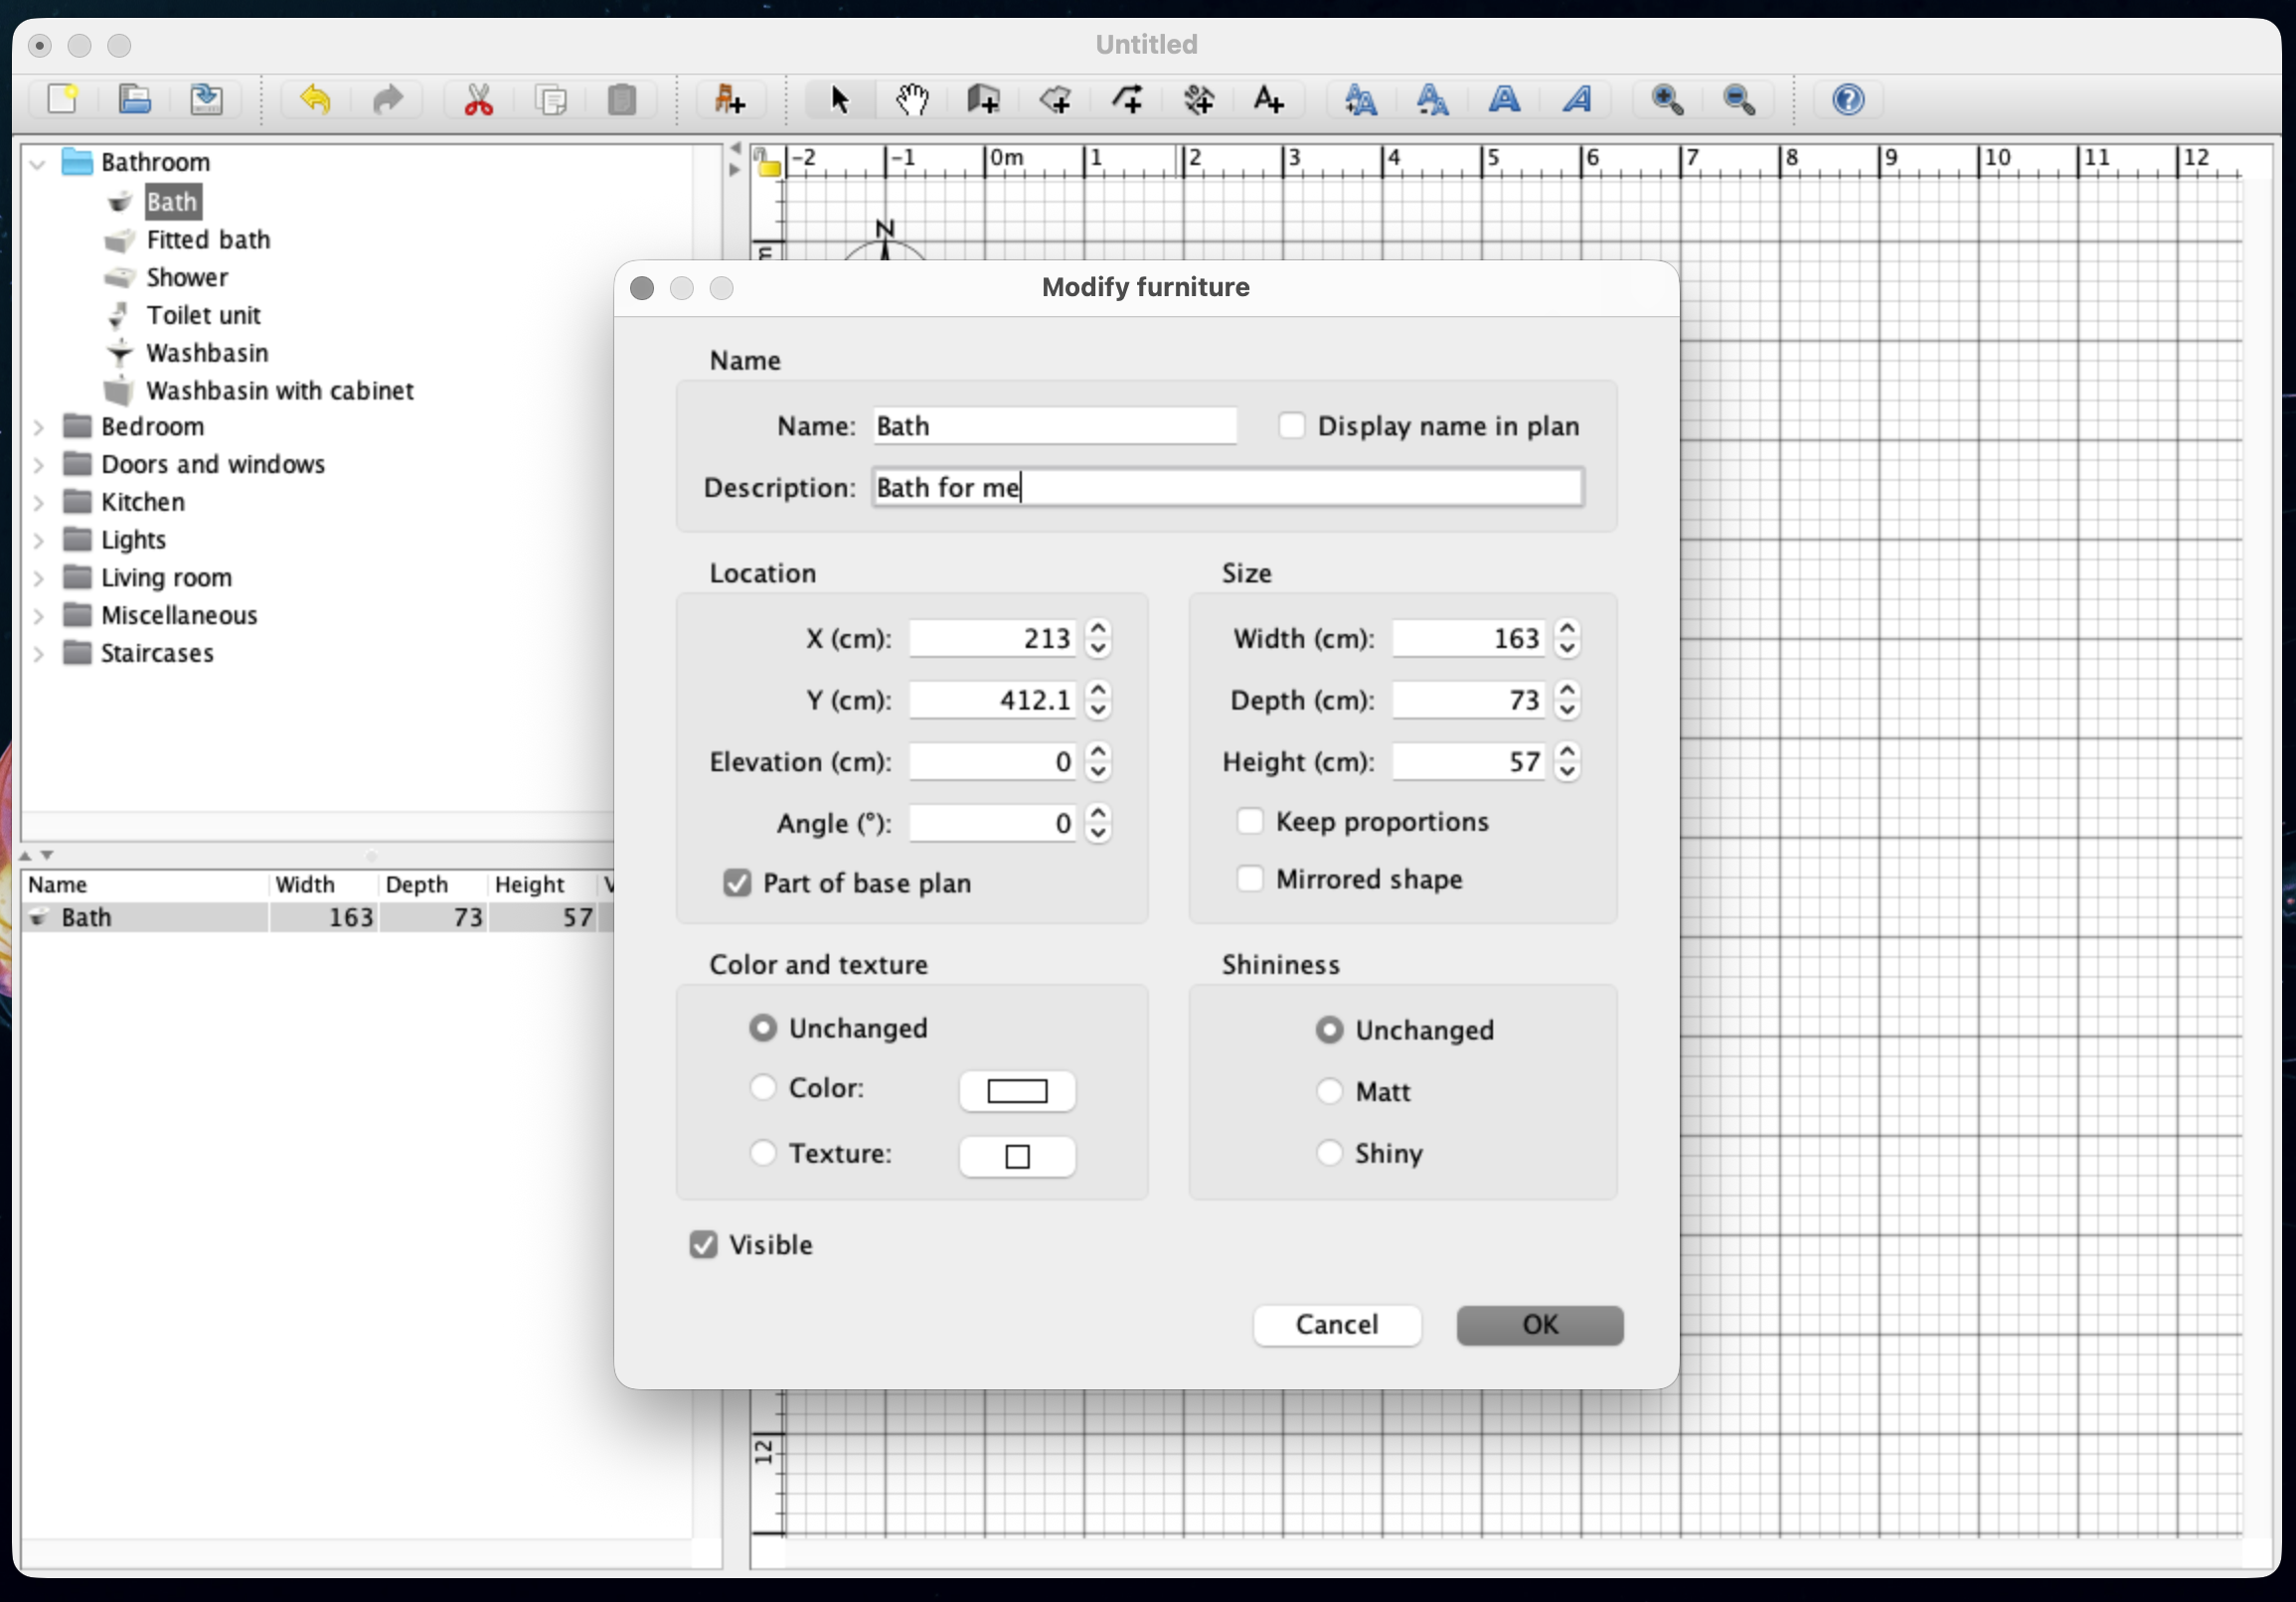 Untitled
Bathroom
Bath
Fitted bath
Shower
Toilet unit
Washbasin
Washbasin with cabinet
Bedroom
Doors and windows
Kitchen
Lights
Living room
Miscellaneous
Staircases
Name Width Depth Height V
Bath 163 73 57
-2 -1 0m 1 2 3 4 5 6 7 8 9 10 11 12
N
m
12
Modify furniture
Name
Name: Bath Display name in plan
Description: Bath for me
Location
X (cm): 213
Y (cm): 412.1
Elevation (cm): 0
Angle (°): 0
Part of base plan
Size
Width (cm): 163
Depth (cm): 73
Height (cm): 57
Keep proportions
Mirrored shape
Color and texture
Unchanged
Color:
Texture:
Shininess
Unchanged
Matt
Shiny
Visible
Cancel OK